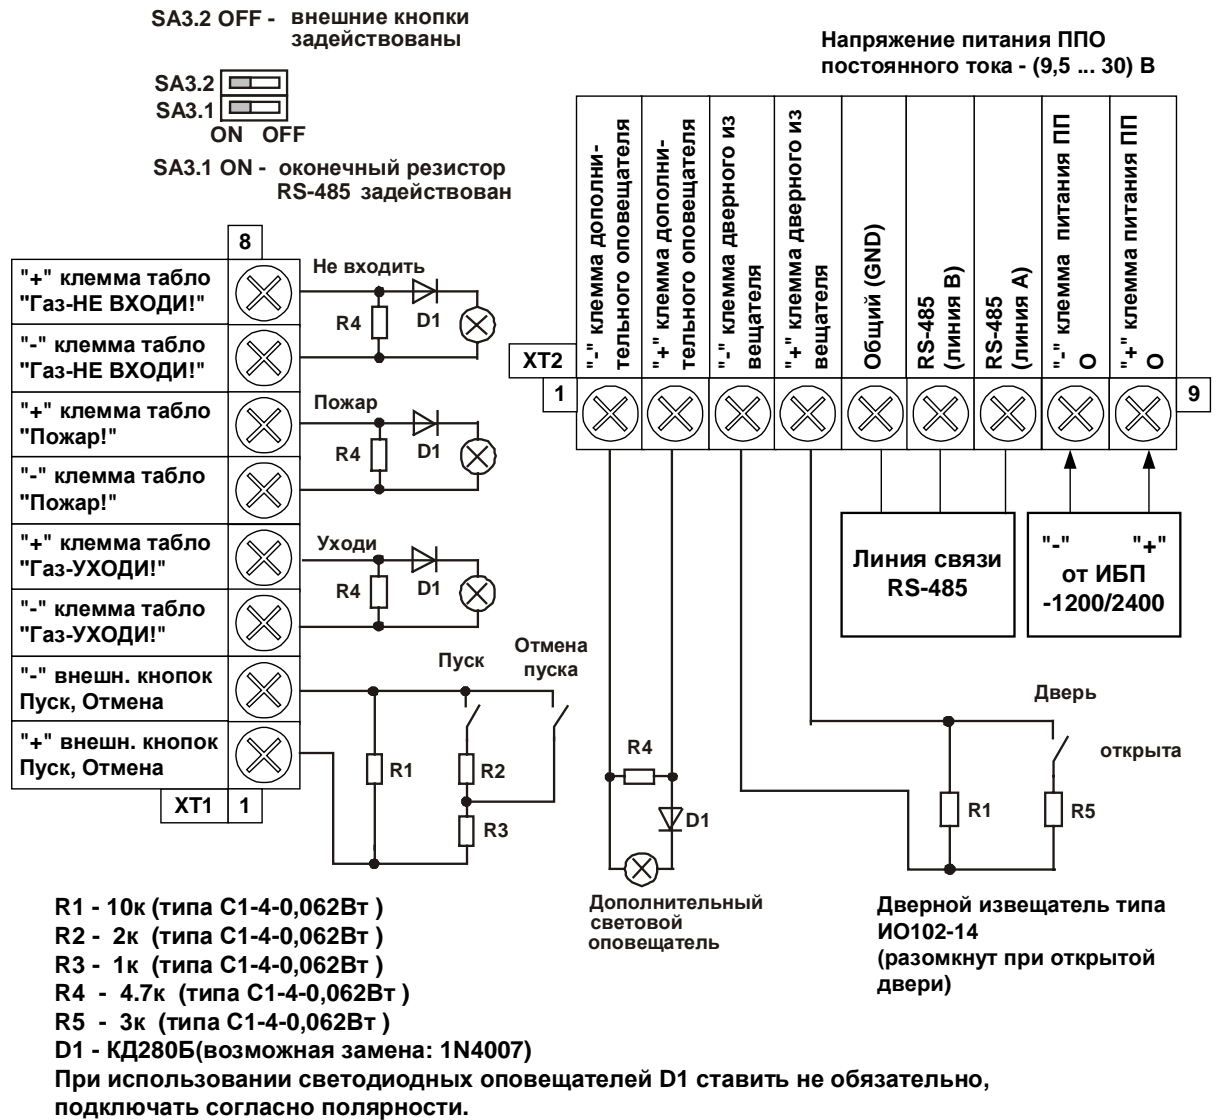 SA3.2 OFF - внешние кнопки
задействованы
SA3.2
SA3.1
ON OFF
SA3.1 ON - оконечный резистор
RS-485 задействован
Напряжение питания ППО
постоянного тока - (9,5 ... 30) В
8
"+" клемма табло
"Газ-НЕ ВХОДИ!"
"-" клемма табло
"Газ-НЕ ВХОДИ!"
"+" клемма табло
"Пожар!"
"-" клемма табло
"Пожар!"
"+" клемма табло
"Газ-УХОДИ!"
"-" клемма табло
"Газ-УХОДИ!"
"-" внешн. кнопок
Пуск, Отмена
"+" внешн. кнопок
Пуск, Отмена
XT1 1
Не входить
R4
D1
Пожар
R4
D1
Уходи
R4
D1
Пуск
Отмена
пуска
R1
R2
R3
"-" клемма дополни-
тельного оповещателя
"+" клемма дополни-
тельного оповещателя
"-" клемма дверного из
вещателя
"+" клемма дверного из
вещателя
Общий (GND)
RS-485
(линия B)
RS-485
(линия A)
"-" клемма питания ПП
О
"+" клемма питания ПП
О
XT2
1
9
Линия связи
RS-485
"-" "+"
от ИБП
-1200/2400
R4
D1
Дополнительный
световой
оповещатель
Дверь
открыта
R1
R5
Дверной извещатель типа
ИО102-14
(разомкнут при открытой
двери)
R1 - 10к (типа С1-4-0,062Вт )
R2 - 2к (типа С1-4-0,062Вт )
R3 - 1к (типа С1-4-0,062Вт )
R4 - 4.7к (типа С1-4-0,062Вт )
R5 - 3к (типа С1-4-0,062Вт )
D1 - КД280Б(возможная замена: 1N4007)
При использовании светодиодных оповещателей D1 ставить не обязательно,
подключать согласно полярности.